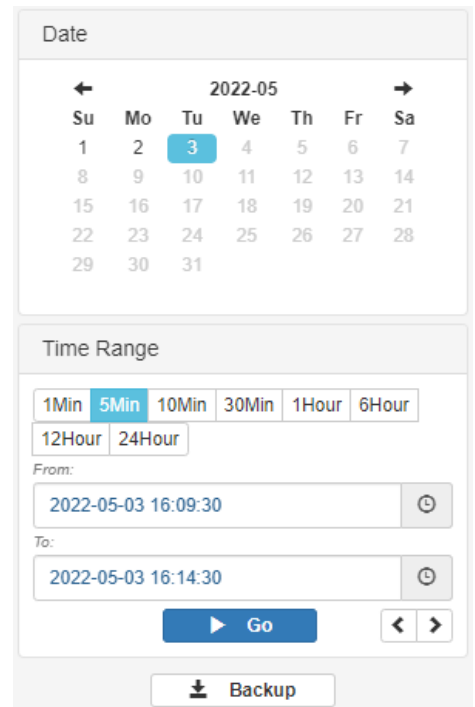 Date
2022-05
Su Mo Tu We Th Fr Sa
1 2 3 4 5 6 7
8 9 10 11 12 13 14
15 16 17 18 19 20 21
22 23 24 25 26 27 28
29 30 31
Time Range
1Min 5Min 10Min 30Min 1Hour 6Hour
12Hour 24Hour
From:
2022-05-03 16:09:30
To:
2022-05-03 16:14:30
Go
Backup